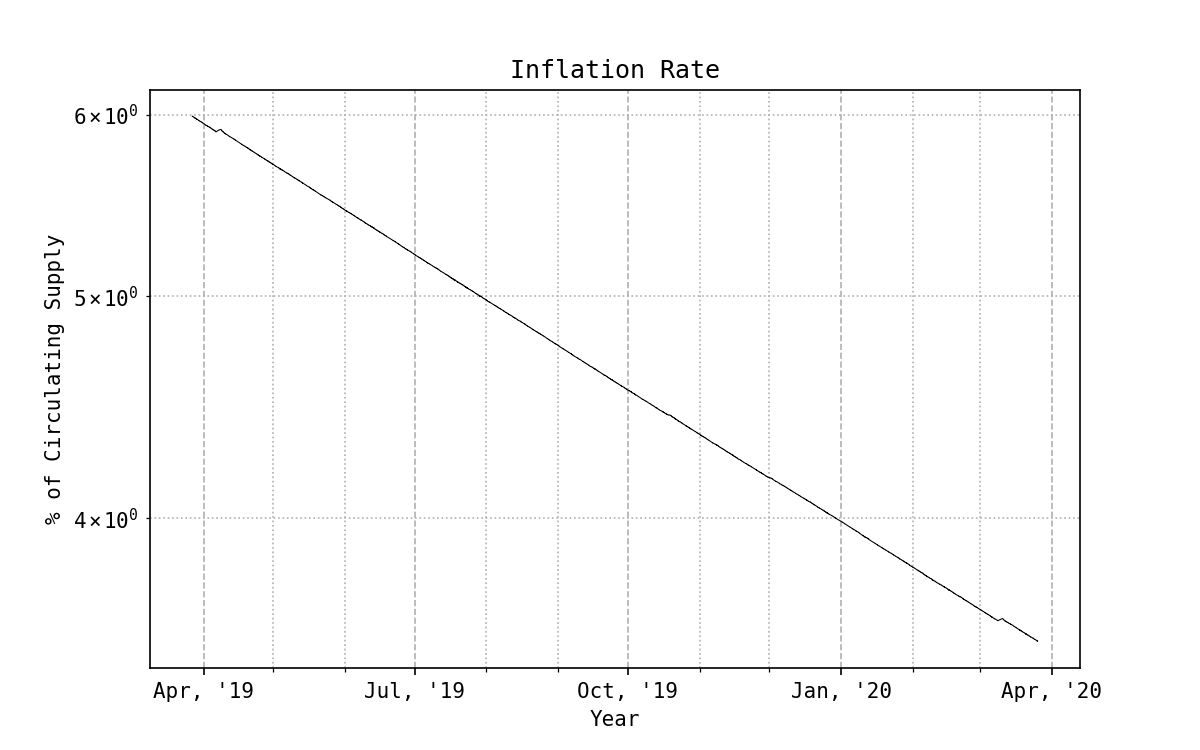 Inflation Rate
6×10⁰
5×10⁰
4×10⁰
% of Circulating Supply
Apr, '19 Jul, '19 Oct, '19 Jan, '20 Apr, '20
Year